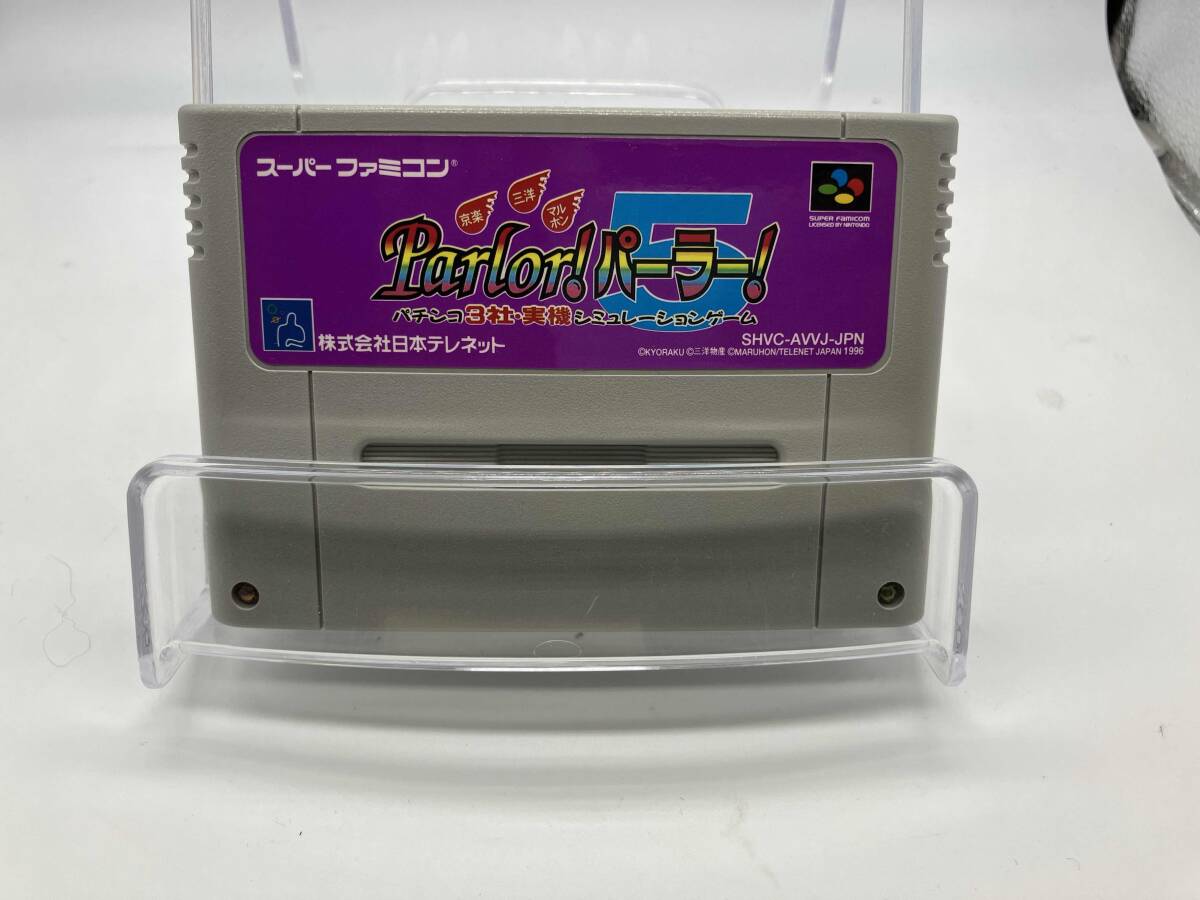 スーパーファミコン®
京楽
三洋
マル
ホン
Parlor!パーラー!5
パチンコ3社・実機シミュレーションゲーム
SUPER FAMICOM
LICENSED BY NINTENDO
株式会社日本テレネット
SHVC-AVVJ-JPN
©KYORAKU ©三洋物産 ©MARUHON/TELENET JAPAN 1996